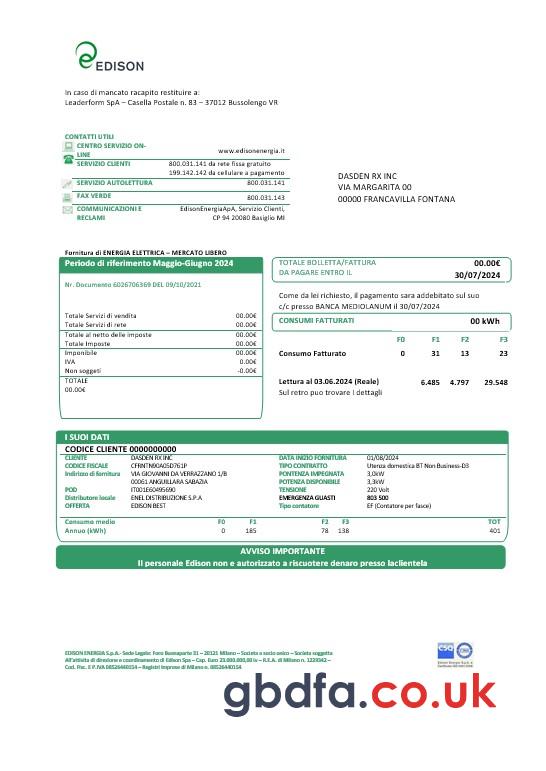 EDISON
In caso di mancato racapito restituire a:
Leaderform SpA – Casella Postale n. 83 – 37012 Bussolengo VR
CONTATTI UTILI
CENTRO SERVIZIO ON-LINE www.edisonenergia.it
SERVIZIO CLIENTI 800.031.141 da rete fissa gratuito
199.142.142 da cellulare a pagamento
SERVIZIO AUTOLETTURA 800.031.141
FAX VERDE 800.031.143
COMUNICAZIONI E RECLAMI EdisonEnergiaApA, Servizio Clienti,
CP 94 20080 Basiglio MI
DASDEN RX INC
VIA MARGARITA 00
00000 FRANCAVILLA FONTANA
Fornitura di ENERGIA ELETTRICA – MERCATO LIBERO
Periodo di riferimento Maggio-Giugno 2024
Nr. Documento 6026706369 DEL 09/10/2021
Totale Servizi di vendita 00.00€
Totale Servizi di rete 00.00€
Totale al netto delle imposte 00.00€
Totale Imposte 00.00€
Imponibile 00.00€
IVA 0.00€
Non soggeti -0.00€
TOTALE
00.00€
TOTALE BOLLETTA/FATTURA 00.00€
DA PAGARE ENTRO IL 30/07/2024
Come da lei richiesto, il pagamento sara addebitato sul suo
c/c presso BANCA MEDIOLANUM il 30/07/2024
CONSUMI FATTURATI 00 kWh
F0 F1 F2 F3
Consumo Fatturato 0 31 13 23
Lettura al 03.06.2024 (Reale) 6.485 4.797 29.548
Sul retro puo trovare i dettagli
I SUOI DATI
CODICE CLIENTE 0000000000
CLIENTE DASDEN RX INC
CODICE FISCALE CFRNTN90A05D761P
Indirizzo di fornitura VIA GIOVANNI DA VERRAZZANO 1/B
00061 ANGUILLARA SABAZIA
POD IT001E60495690
Distributore locale ENEL DISTRIBUZIONE S.P.A
OFFERTA EDISON BEST
DATA INIZIO FORNITURA 01/08/2024
TIPO CONTRATTO Utenza domestica BT Non Business-D3
PONTENZA IMPEGNATA 3,0kW
POTENZA DISPONIBILE 3,3kW
TENSIONE 220 Volt
EMERGENZA GUASTI 803 500
Tipo contatore EF (Contatore per fasce)
Consumo medio F0 F1 F2 F3 TOT
Annuo (kWh) 0 185 78 138 401
AVVISO IMPORTANTE
Il personale Edison non e autorizzato a riscuotere denaro presso laclientela
EDISON ENERGIA S.p.A.- Sede Legale: Foro Buonaparte 31 – 20121 Milano – Societa a socio unico – Societa soggetta
All'attivita di direzione e coordinamento di Edison Spa – Cap. Euro 23.000.000,00 iv – R.E.A. di Milano n. 1229342 –
Cod. Fisc. E P.IVA 08526440154 – Registri Imprese di Milano n. 08526440154
CSQ
gbdfa.co.uk